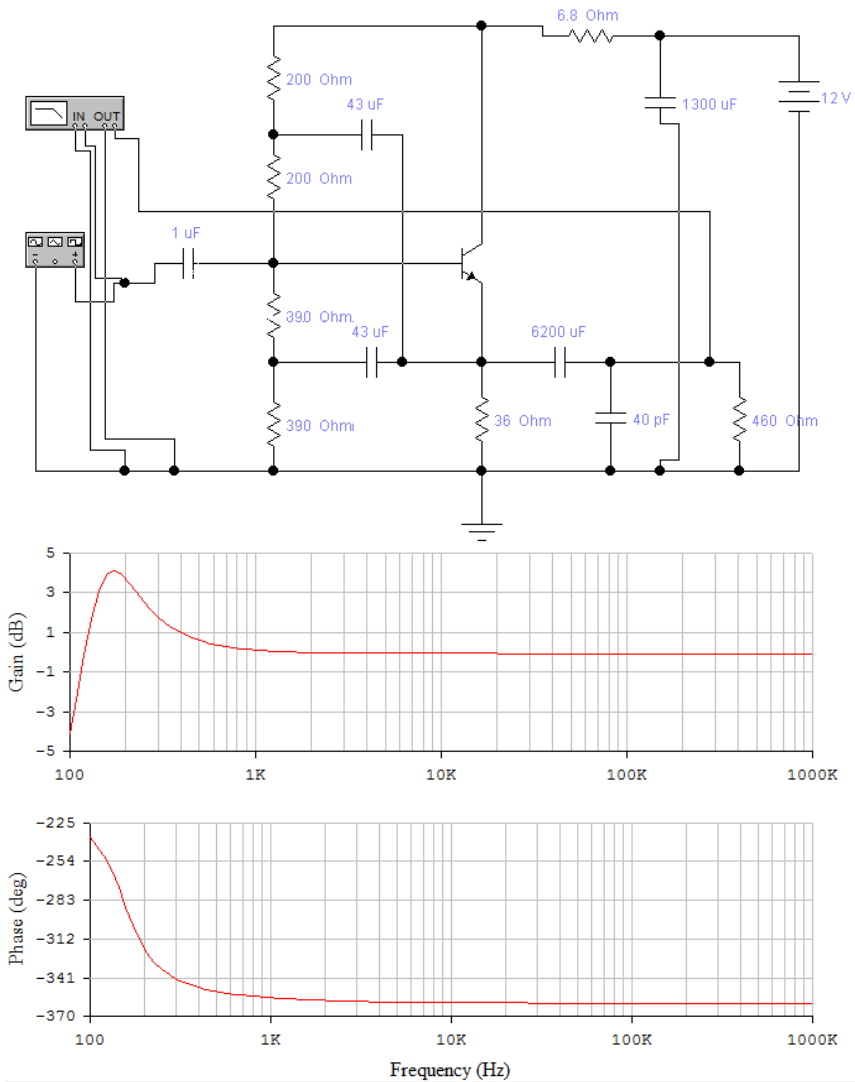 6.8 Ohm
200 Ohm
43 uF
1300 uF
12 V
IN OUT
200 Ohm
1 uF
390 Ohm
43 uF
6200 uF
390 Ohm
36 Ohm
40 pF
460 Ohm
5
3
1
-1
-3
-5
Gain (dB)
100 1K 10K 100K 1000K
-225
-254
-283
-312
-341
-370
Phase (deg)
100 1K 10K 100K 1000K
Frequency (Hz)